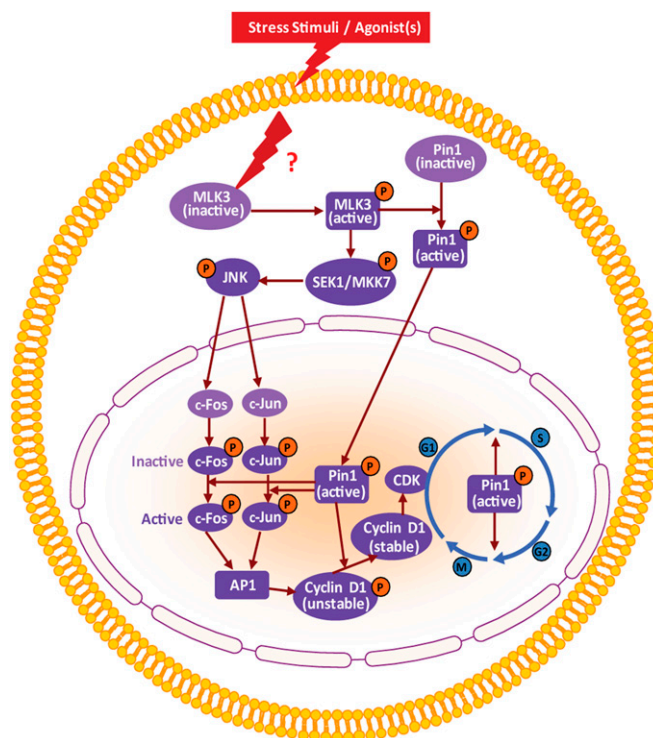 Stress Stimuli / Agonist(s)
?
Pin1
(inactive)
MLK3
(inactive)
MLK3
(active)
P
Pin1
(active)
P
P
JNK
SEK1/MKK7
P
c-Fos
c-Jun
Inactive
c-Fos
P
c-Jun
P
Pin1
(active)
P
CDK
G1
S
Pin1
(active)
P
G2
M
Active
c-Fos
P
c-Jun
P
Cyclin D1
(stable)
AP1
Cyclin D1
(unstable)
P